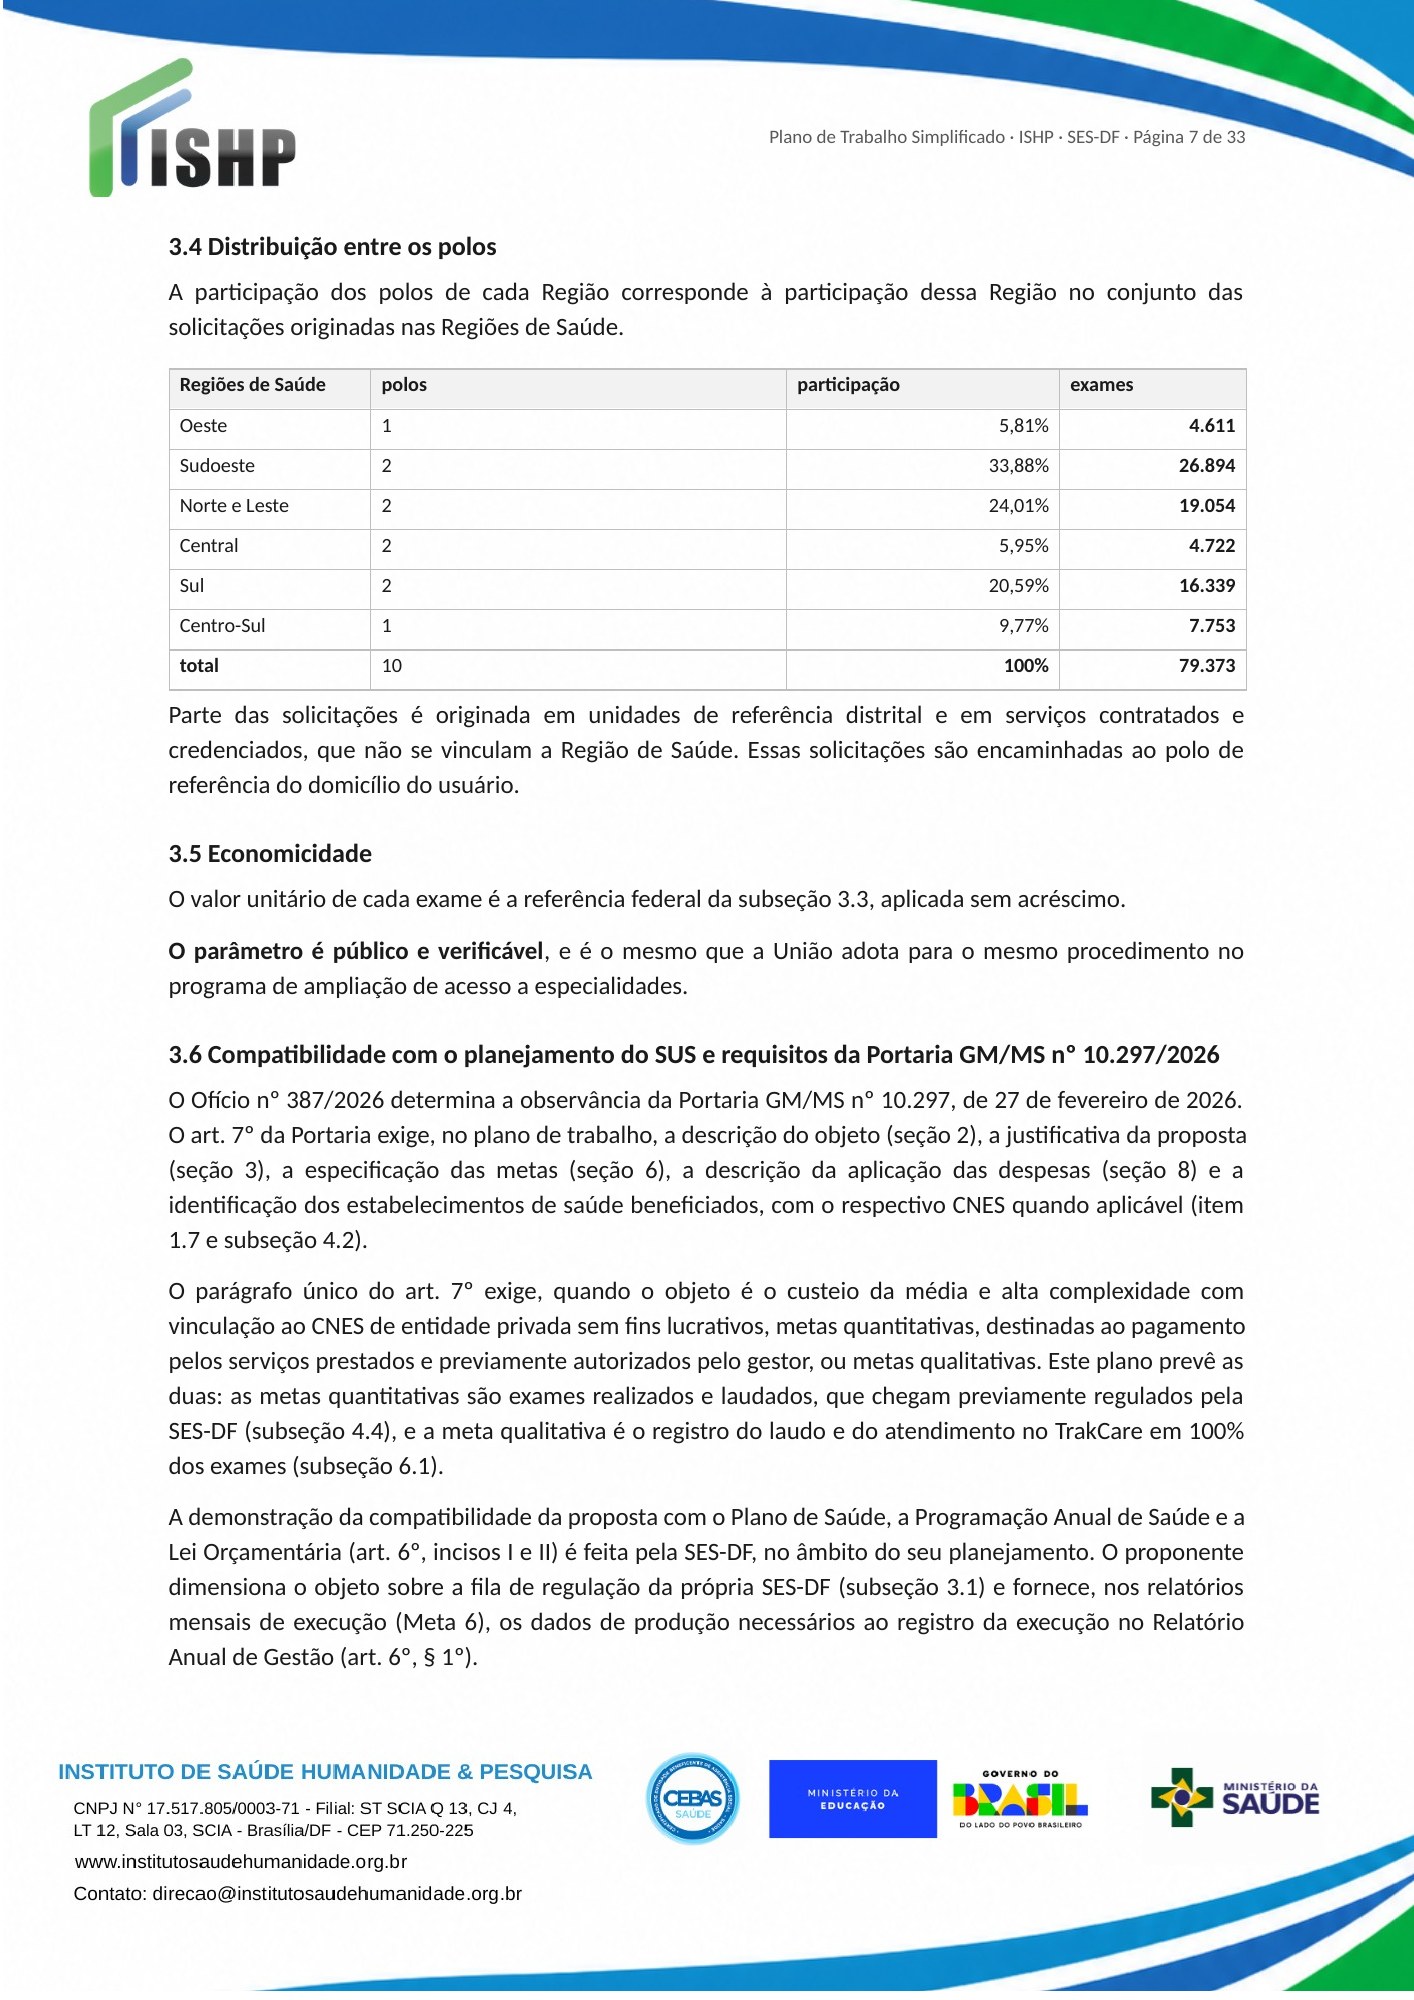 ISHP
Plano de Trabalho Simplificado · ISHP · SES-DF · Página 7 de 33
3.4 Distribuição entre os polos
A participação dos polos de cada Região corresponde à participação dessa Região no conjunto das
solicitações originadas nas Regiões de Saúde.
Regiões de Saúde polos participação exames
Oeste 1 5,81% 4.611
Sudoeste 2 33,88% 26.894
Norte e Leste 2 24,01% 19.054
Central 2 5,95% 4.722
Sul 2 20,59% 16.339
Centro-Sul 1 9,77% 7.753
total 10 100% 79.373
Parte das solicitações é originada em unidades de referência distrital e em serviços contratados e
credenciados, que não se vinculam a Região de Saúde. Essas solicitações são encaminhadas ao polo de
referência do domicílio do usuário.
3.5 Economicidade
O valor unitário de cada exame é a referência federal da subseção 3.3, aplicada sem acréscimo.
O parâmetro é público e verificável, e é o mesmo que a União adota para o mesmo procedimento no
programa de ampliação de acesso a especialidades.
3.6 Compatibilidade com o planejamento do SUS e requisitos da Portaria GM/MS nº 10.297/2026
O Ofício nº 387/2026 determina a observância da Portaria GM/MS nº 10.297, de 27 de fevereiro de 2026.
O art. 7º da Portaria exige, no plano de trabalho, a descrição do objeto (seção 2), a justificativa da proposta
(seção 3), a especificação das metas (seção 6), a descrição da aplicação das despesas (seção 8) e a
identificação dos estabelecimentos de saúde beneficiados, com o respectivo CNES quando aplicável (item
1.7 e subseção 4.2).
O parágrafo único do art. 7º exige, quando o objeto é o custeio da média e alta complexidade com
vinculação ao CNES de entidade privada sem fins lucrativos, metas quantitativas, destinadas ao pagamento
pelos serviços prestados e previamente autorizados pelo gestor, ou metas qualitativas. Este plano prevê as
duas: as metas quantitativas são exames realizados e laudados, que chegam previamente regulados pela
SES-DF (subseção 4.4), e a meta qualitativa é o registro do laudo e do atendimento no TrakCare em 100%
dos exames (subseção 6.1).
A demonstração da compatibilidade da proposta com o Plano de Saúde, a Programação Anual de Saúde e a
Lei Orçamentária (art. 6º, incisos I e II) é feita pela SES-DF, no âmbito do seu planejamento. O proponente
dimensiona o objeto sobre a fila de regulação da própria SES-DF (subseção 3.1) e fornece, nos relatórios
mensais de execução (Meta 6), os dados de produção necessários ao registro da execução no Relatório
Anual de Gestão (art. 6º, § 1º).
INSTITUTO DE SAÚDE HUMANIDADE & PESQUISA
CNPJ N° 17.517.805/0003-71 - Filial: ST SCIA Q 13, CJ 4,
LT 12, Sala 03, SCIA - Brasília/DF - CEP 71.250-225
www.institutosaudehumanidade.org.br
Contato: direcao@institutosaudehumanidade.org.br
CEBAS
SAÚDE
MINISTÉRIO DA
EDUCAÇÃO
GOVERNO DO
BRASIL
DO LADO DO POVO BRASILEIRO
MINISTÉRIO DA
SAÚDE